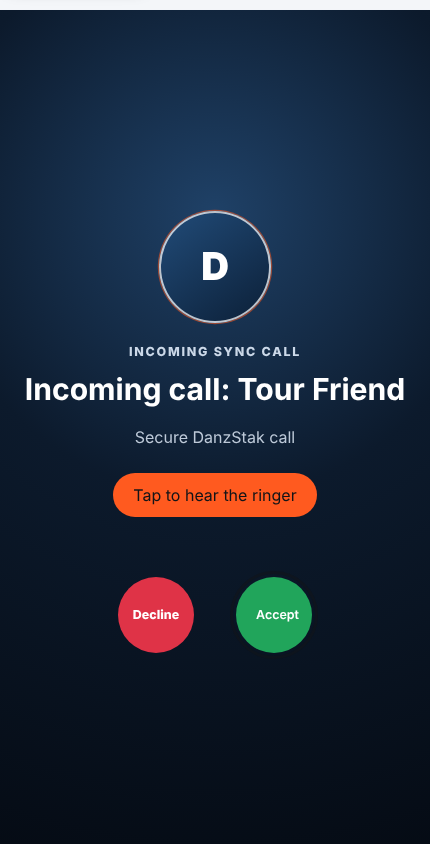 D
INCOMING SYNC CALL
Incoming call: Tour Friend
Secure DanzStak call
Tap to hear the ringer
Decline Accept